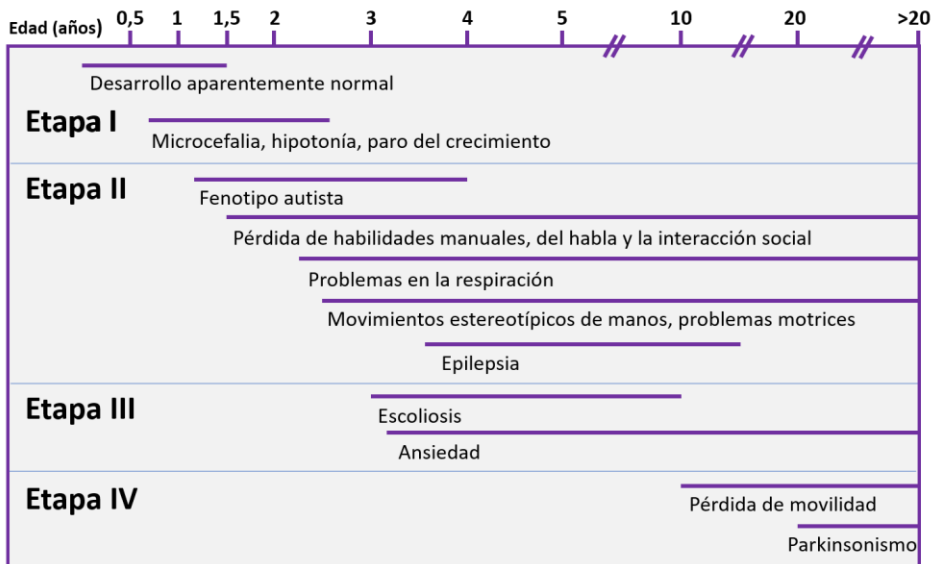 Edad (años) 0,5 1 1,5 2 3 4 5 10 20 >20
Desarrollo aparentemente normal
Etapa I
Microcefalia, hipotonía, paro del crecimiento
Etapa II
Fenotipo autista
Pérdida de habilidades manuales, del habla y la interacción social
Problemas en la respiración
Movimientos estereotípicos de manos, problemas motrices
Epilepsia
Etapa III
Escoliosis
Ansiedad
Etapa IV
Pérdida de movilidad
Parkinsonismo